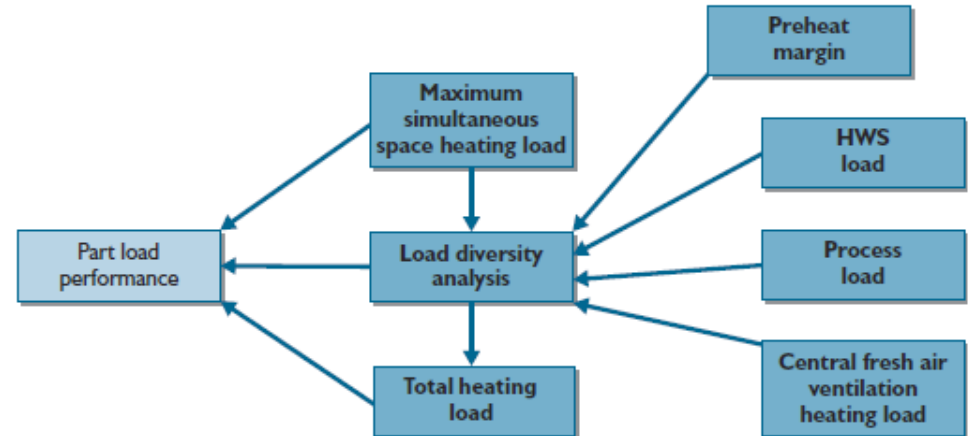 Preheat
margin
Maximum
simultaneous
space heating load
HWS
load
Part load
performance
Load diversity
analysis
Process
load
Total heating
load
Central fresh air
ventilation
heating load